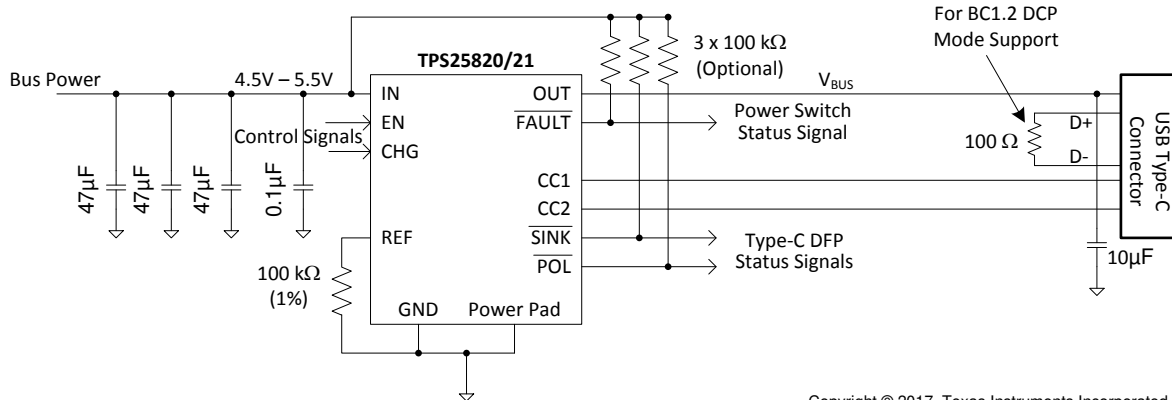 For BC1.2 DCP
Mode Support
3 x 100 kΩ
(Optional)
TPS25820/21
Bus Power
4.5V – 5.5V
IN
OUT
VBUS
EN
FAULT
Power Switch
Status Signal
Control Signals
CHG
D+
100 Ω
D-
USB Type-C
Connector
47µF
47µF
47µF
0.1µF
CC1
CC2
REF
SINK
POL
Type-C DFP
Status Signals
10µF
100 kΩ
(1%)
GND
Power Pad
Copyright © 2017, Texas Instruments Incorporated